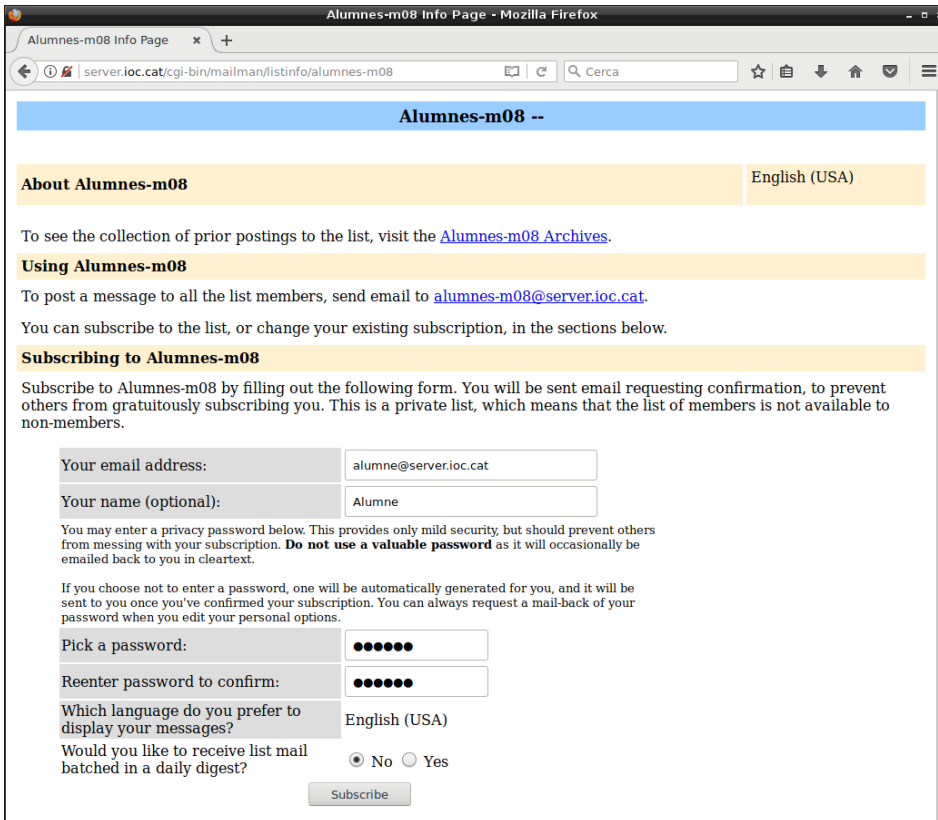 Alumnes-m08 Info Page - Mozilla Firefox
Alumnes-m08 Info Page × +
server.ioc.cat/cgi-bin/mailman/listinfo/alumnes-m08 Cerca
Alumnes-m08 --
About Alumnes-m08
English (USA)
To see the collection of prior postings to the list, visit the Alumnes-m08 Archives.
Using Alumnes-m08
To post a message to all the list members, send email to alumnes-m08@server.ioc.cat.
You can subscribe to the list, or change your existing subscription, in the sections below.
Subscribing to Alumnes-m08
Subscribe to Alumnes-m08 by filling out the following form. You will be sent email requesting confirmation, to prevent
others from gratuitously subscribing you. This is a private list, which means that the list of members is not available to
non-members.
Your email address: alumne@server.ioc.cat
Your name (optional): Alumne
You may enter a privacy password below. This provides only mild security, but should prevent others
from messing with your subscription. Do not use a valuable password as it will occasionally be
emailed back to you in cleartext.
If you choose not to enter a password, one will be automatically generated for you, and it will be
sent to you once you've confirmed your subscription. You can always request a mail-back of your
password when you edit your personal options.
Pick a password: ●●●●●●
Reenter password to confirm: ●●●●●●
Which language do you prefer to
display your messages? English (USA)
Would you like to receive list mail
batched in a daily digest? No Yes
Subscribe